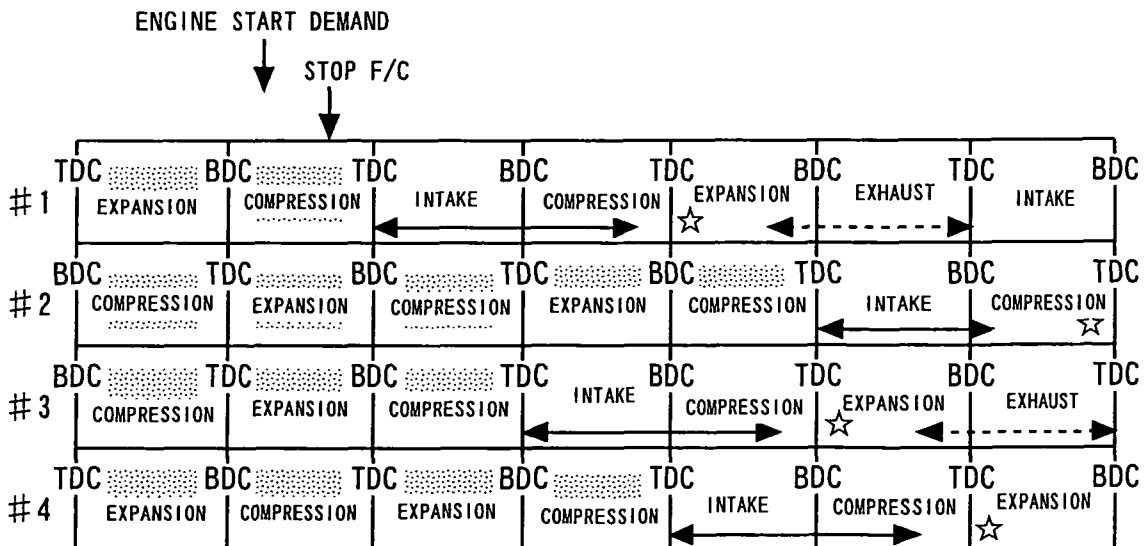 ENGINE START DEMAND
STOP F/C
TDC BDC TDC BDC TDC BDC TDC BDC
#1 EXPANSION COMPRESSION INTAKE COMPRESSION EXPANSION EXHAUST INTAKE
BDC TDC BDC TDC BDC TDC BDC TDC
#2 COMPRESSION EXPANSION COMPRESSION EXPANSION COMPRESSION INTAKE COMPRESSION
BDC TDC BDC TDC BDC TDC BDC TDC
#3 COMPRESSION EXPANSION COMPRESSION INTAKE COMPRESSION EXPANSION EXHAUST
TDC BDC TDC BDC TDC BDC TDC BDC
#4 EXPANSION COMPRESSION EXPANSION COMPRESSION INTAKE COMPRESSION EXPANSION